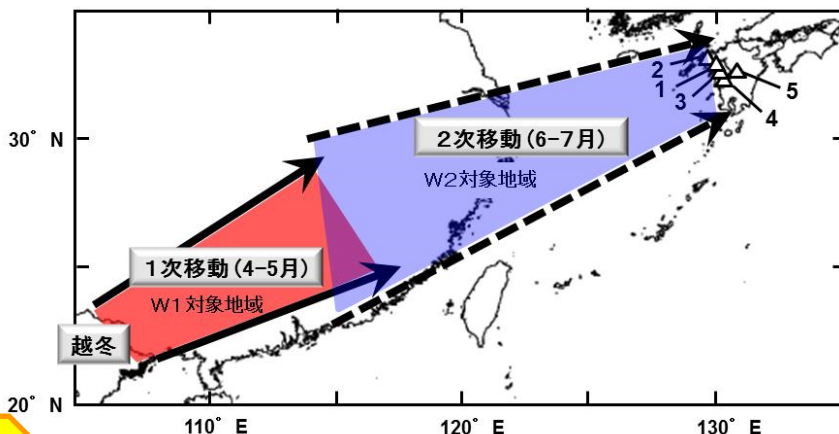 30° N
20° N
110° E
120° E
130° E
2次移動(6-7月)
W2対象地域
1次移動(4-5月)
W1対象地域
越冬
2
1
3
4
5